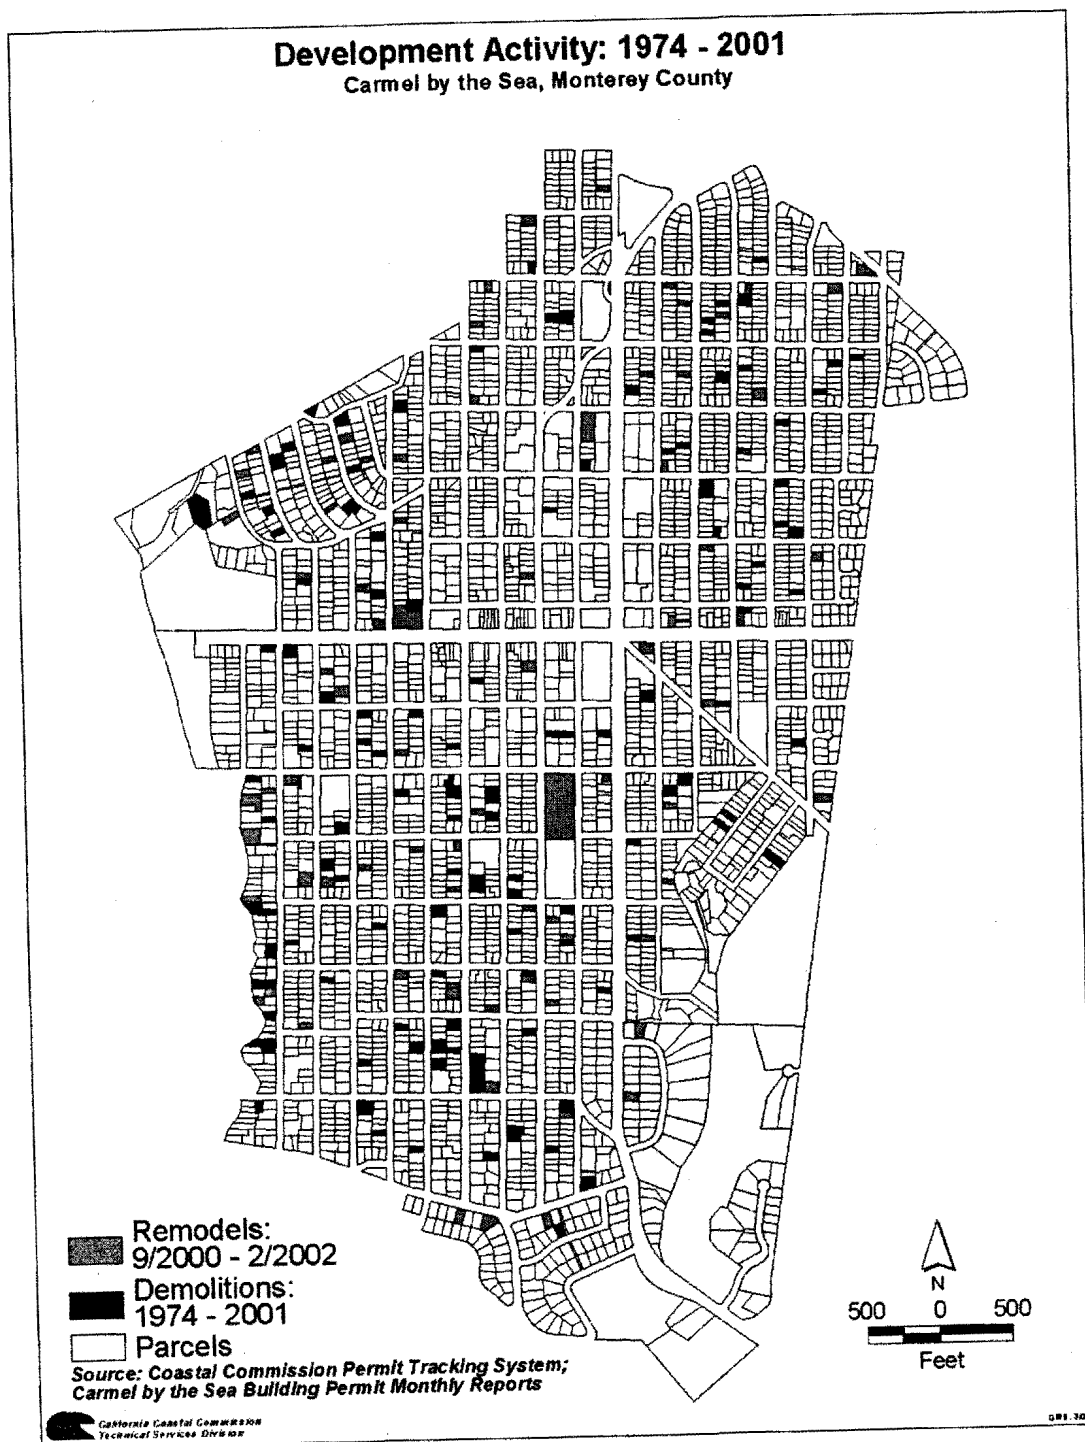 Development Activity: 1974 - 2001
Carmel by the Sea, Monterey County
Remodels:
9/2000 - 2/2002
Demolitions:
1974 - 2001
Parcels
Source: Coastal Commission Permit Tracking System;
Carmel by the Sea Building Permit Monthly Reports
California Coastal Commission
Technical Services Division
N
500 0 500
Feet